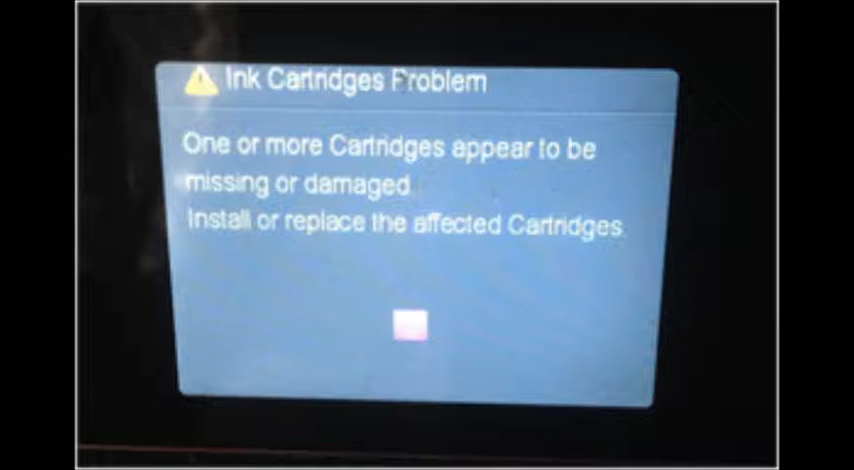 Ink Cartridges Problem
One or more Cartridges appear to be
missing or damaged.
Install or replace the affected Cartridges.